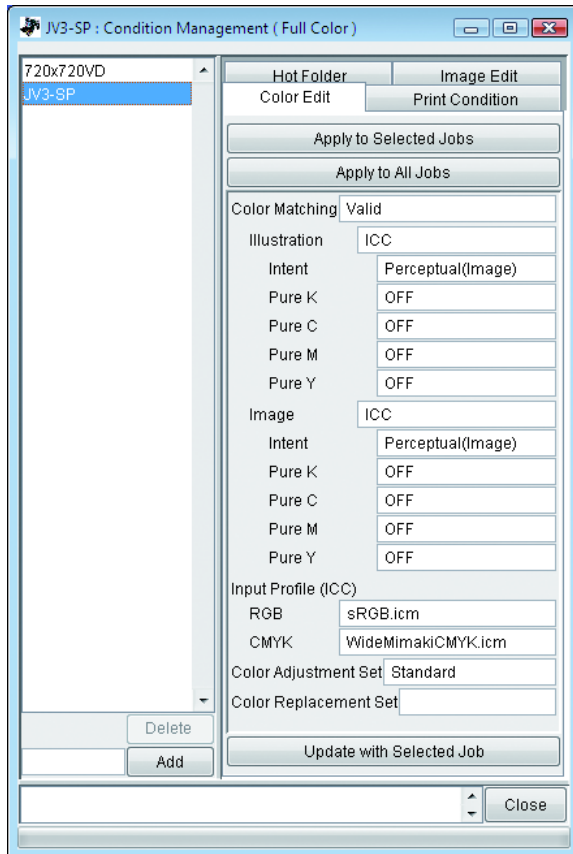 JV3-SP : Condition Management ( Full Color )
720x720VD
JV3-SP
Delete
Add
Hot Folder
Image Edit
Color Edit
Print Condition
Apply to Selected Jobs
Apply to All Jobs
Color Matching Valid
Illustration ICC
Intent Perceptual(Image)
Pure K OFF
Pure C OFF
Pure M OFF
Pure Y OFF
Image ICC
Intent Perceptual(Image)
Pure K OFF
Pure C OFF
Pure M OFF
Pure Y OFF
Input Profile (ICC)
RGB sRGB.icm
CMYK WideMimakiCMYK.icm
Color Adjustment Set Standard
Color Replacement Set
Update with Selected Job
Close